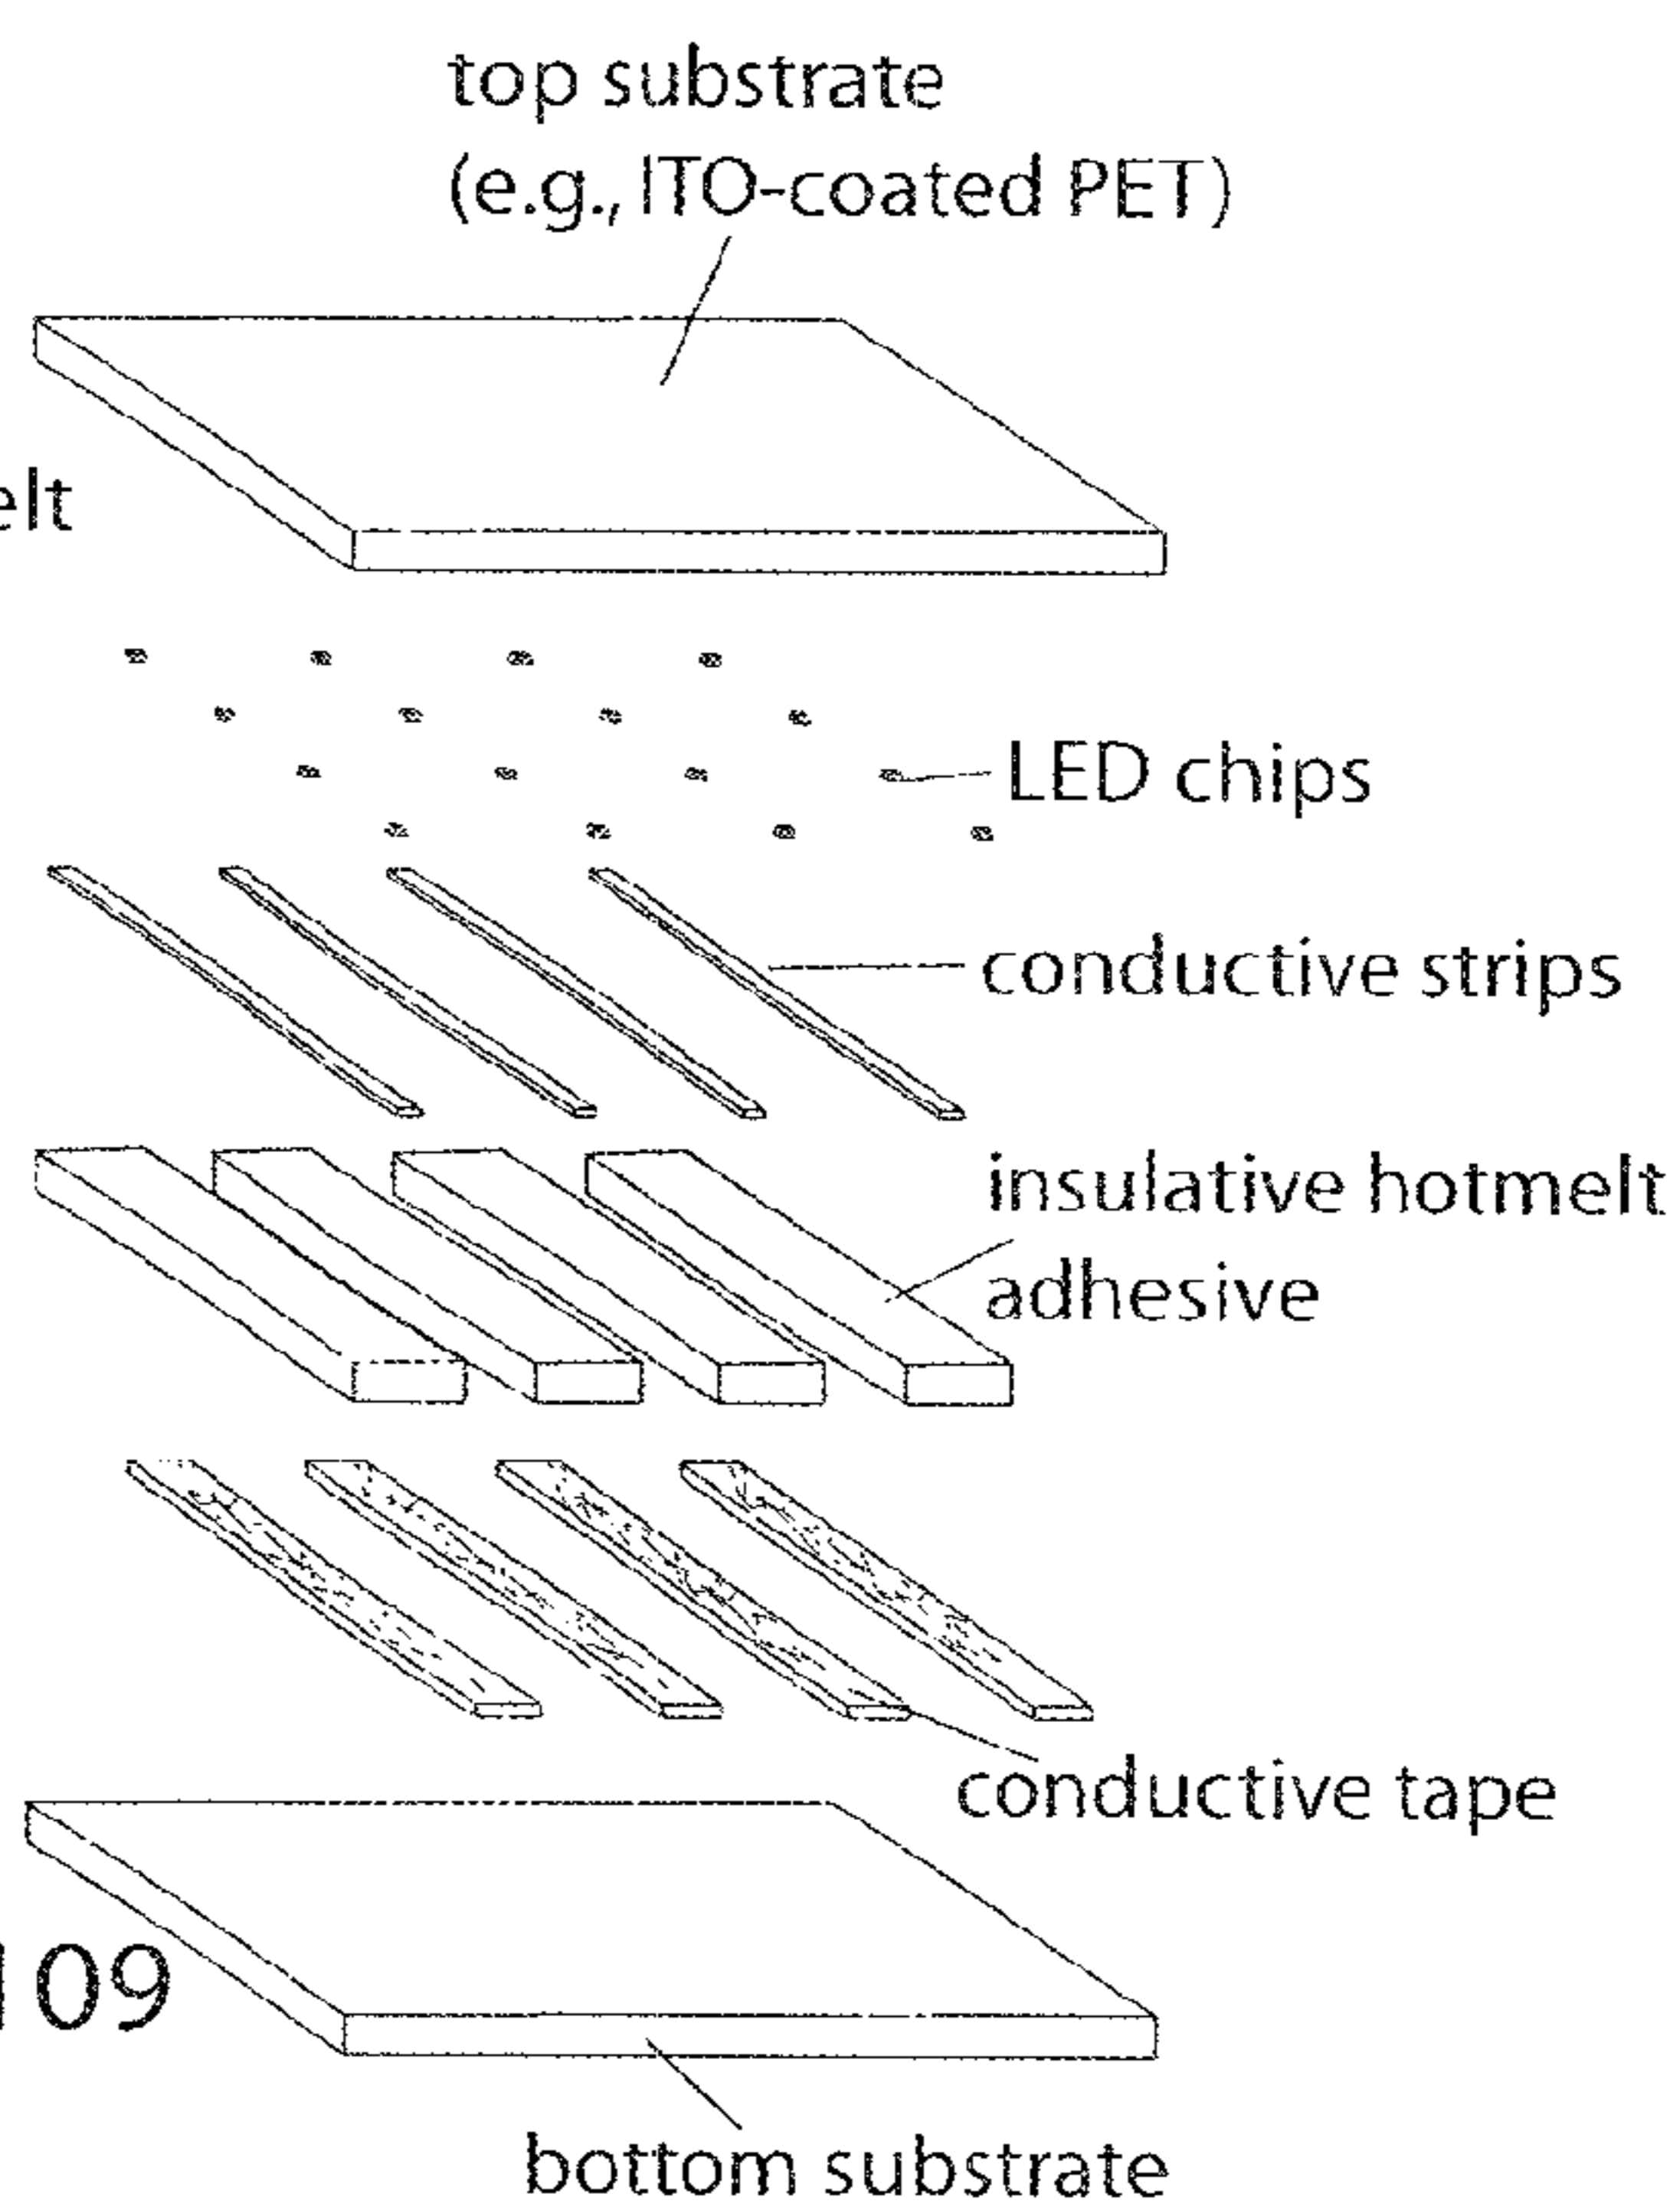 top substrate
(e.g., ITO-coated PET)
elt
LED chips
conductive strips
insulative hotmelt
adhesive
conductive tape
109
bottom substrate